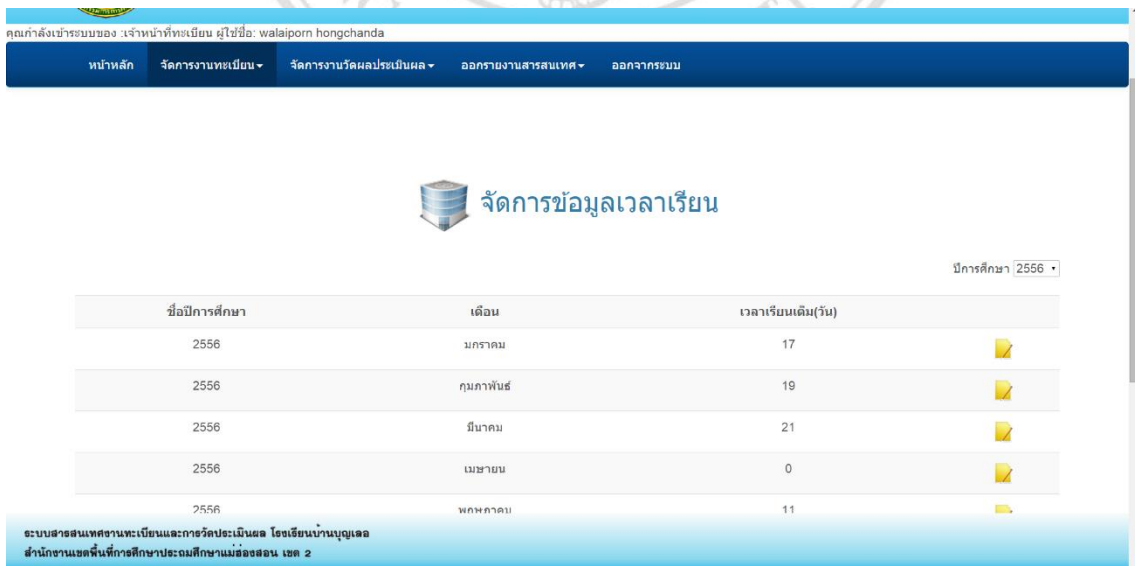 คุณกำลังเข้าระบบของ :เจ้าหน้าที่ทะเบียน ผู้ใช้ชื่อ: walaiporn hongchanda
หน้าหลัก จัดการงานทะเบียน จัดการงานวัดผลประเมินผล ออกรายงานสารสนเทศ ออกจากระบบ
จัดการข้อมูลเวลาเรียน
ปีการศึกษา 2556
ชื่อปีการศึกษา เดือน เวลาเรียนเต็ม(วัน)
2556 มกราคม 17
2556 กุมภาพันธ์ 19
2556 มีนาคม 21
2556 เมษายน 0
2556 พฤษภาคม 11
ระบบสารสนเทศงานทะเบียนและการวัดประเมินผล โรงเรียนบ้านบุญเลอ
สำนักงานเขตพื้นที่การศึกษาประถมศึกษาแม่ฮ่องสอน เขต 2